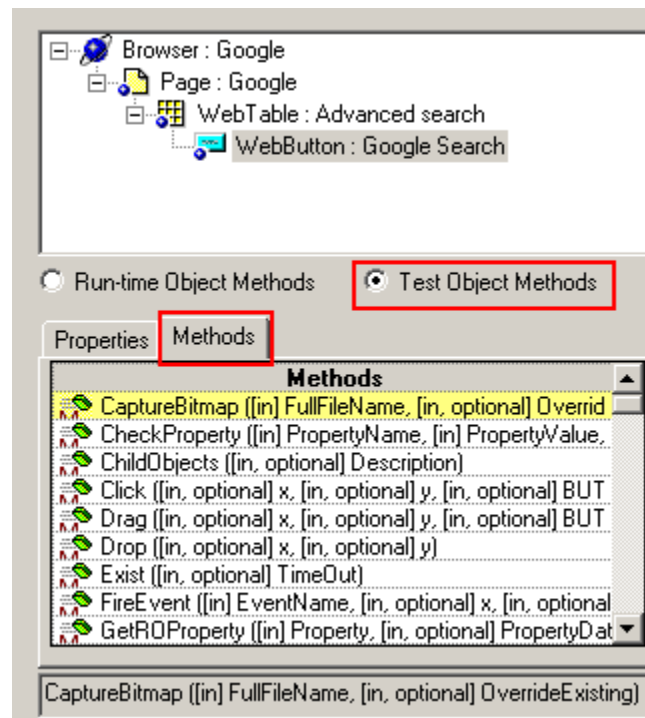 Browser : Google
Page : Google
WebTable : Advanced search
WebButton : Google Search
Run-time Object Methods
Test Object Methods
Properties
Methods
Methods
CaptureBitmap ([in] FullFileName, [in, optional] Overrid
CheckProperty ([in] PropertyName, [in] PropertyValue,
ChildObjects ([in, optional] Description)
Click ([in, optional] x, [in, optional] y, [in, optional] BUT
Drag ([in, optional] x, [in, optional] y, [in, optional] BUT
Drop ([in, optional] x, [in, optional] y)
Exist ([in, optional] TimeOut)
FireEvent ([in] EventName, [in, optional] x, [in, optional
GetROProperty ([in] Property, [in, optional] PropertyDat
CaptureBitmap ([in] FullFileName, [in, optional] OverrideExisting)